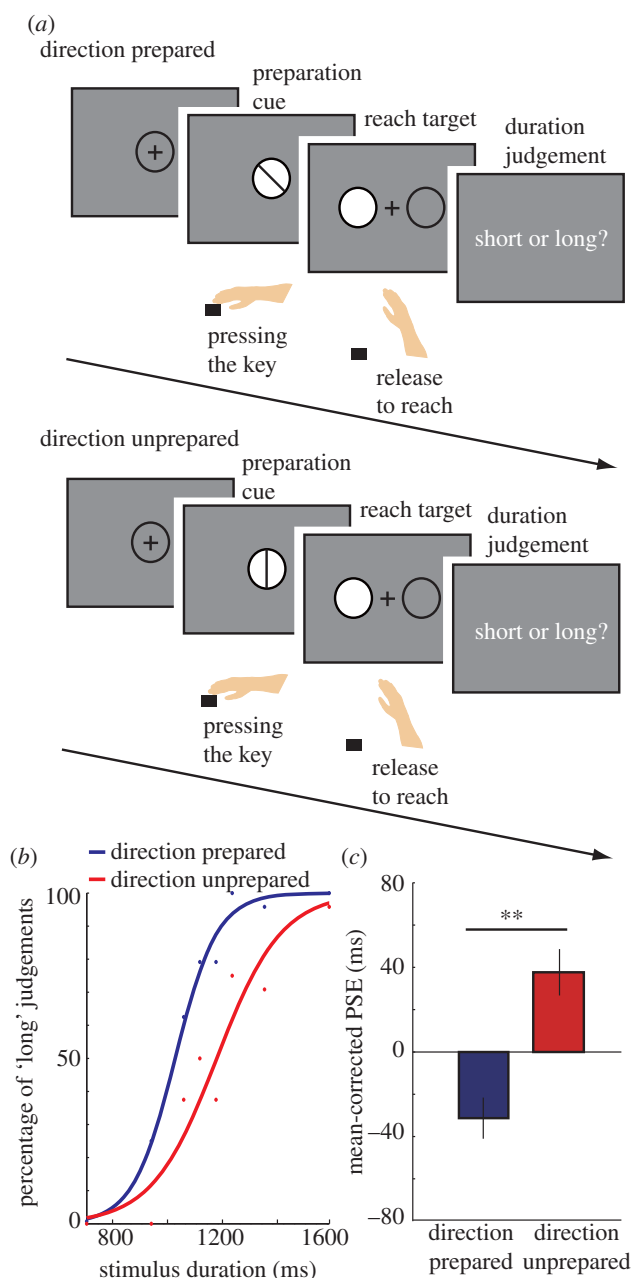 (a)
direction prepared
preparation
cue
reach target
duration
judgement
+
+
short or long?
pressing
the key
release
to reach
direction unprepared
preparation
cue
reach target
duration
judgement
+
+
short or long?
pressing
the key
release
to reach
(b)
direction prepared
direction unprepared
percentage of 'long' judgements
100
50
0
800 1200 1600
stimulus duration (ms)
(c)
mean-corrected PSE (ms)
80
40
0
–40
–80
**
direction
prepared
direction
unprepared